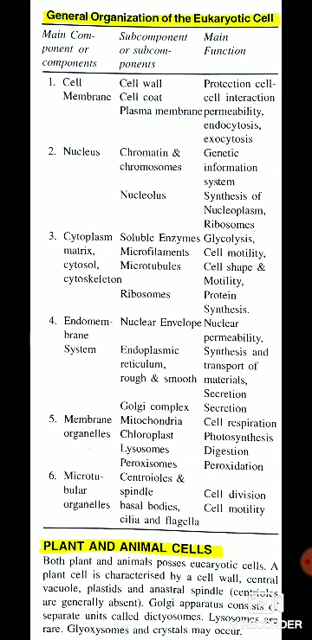 General Organization of the Eukaryotic Cell
Main Com- Subcomponent Main
ponent or or subcom- Function
components ponents
1. Cell Cell wall Protection cell-
Membrane Cell coat cell interaction
Plasma membrane permeability,
endocytosis,
exocytosis
2. Nucleus Chromatin & Genetic
chromosomes information
system
Nucleolus Synthesis of
Nucleoplasm,
Ribosomes
3. Cytoplasm Soluble Enzymes Glycolysis,
matrix, Microfilaments Cell motility,
cytosol, Microtubules Cell shape &
cytoskeleton Motility,
Ribosomes Protein
Synthesis.
4. Endomem- Nuclear Envelope Nuclear
brane permeability,
System Endoplasmic Synthesis and
reticulum, transport of
rough & smooth materials,
Secretion
Golgi complex Secretion
5. Membrane Mitochondria Cell respiration
organelles Chloroplast Photosynthesis
Lysosomes Digestion
Peroxisomes Peroxidation
6. Microtu- Centroioles &
bular spindle Cell division
organelles basal bodies, Cell motility
cilia and flagella
PLANT AND ANIMAL CELLS
Both plant and animals posses eucaryotic cells. A
plant cell is characterised by a cell wall, central
vacuole, plastids and anastral spindle (centrioles
are generally absent). Golgi apparatus consists of
separate units called dictyosomes. Lysosomes are
rare. Glyoxysomes and crystals may occur.